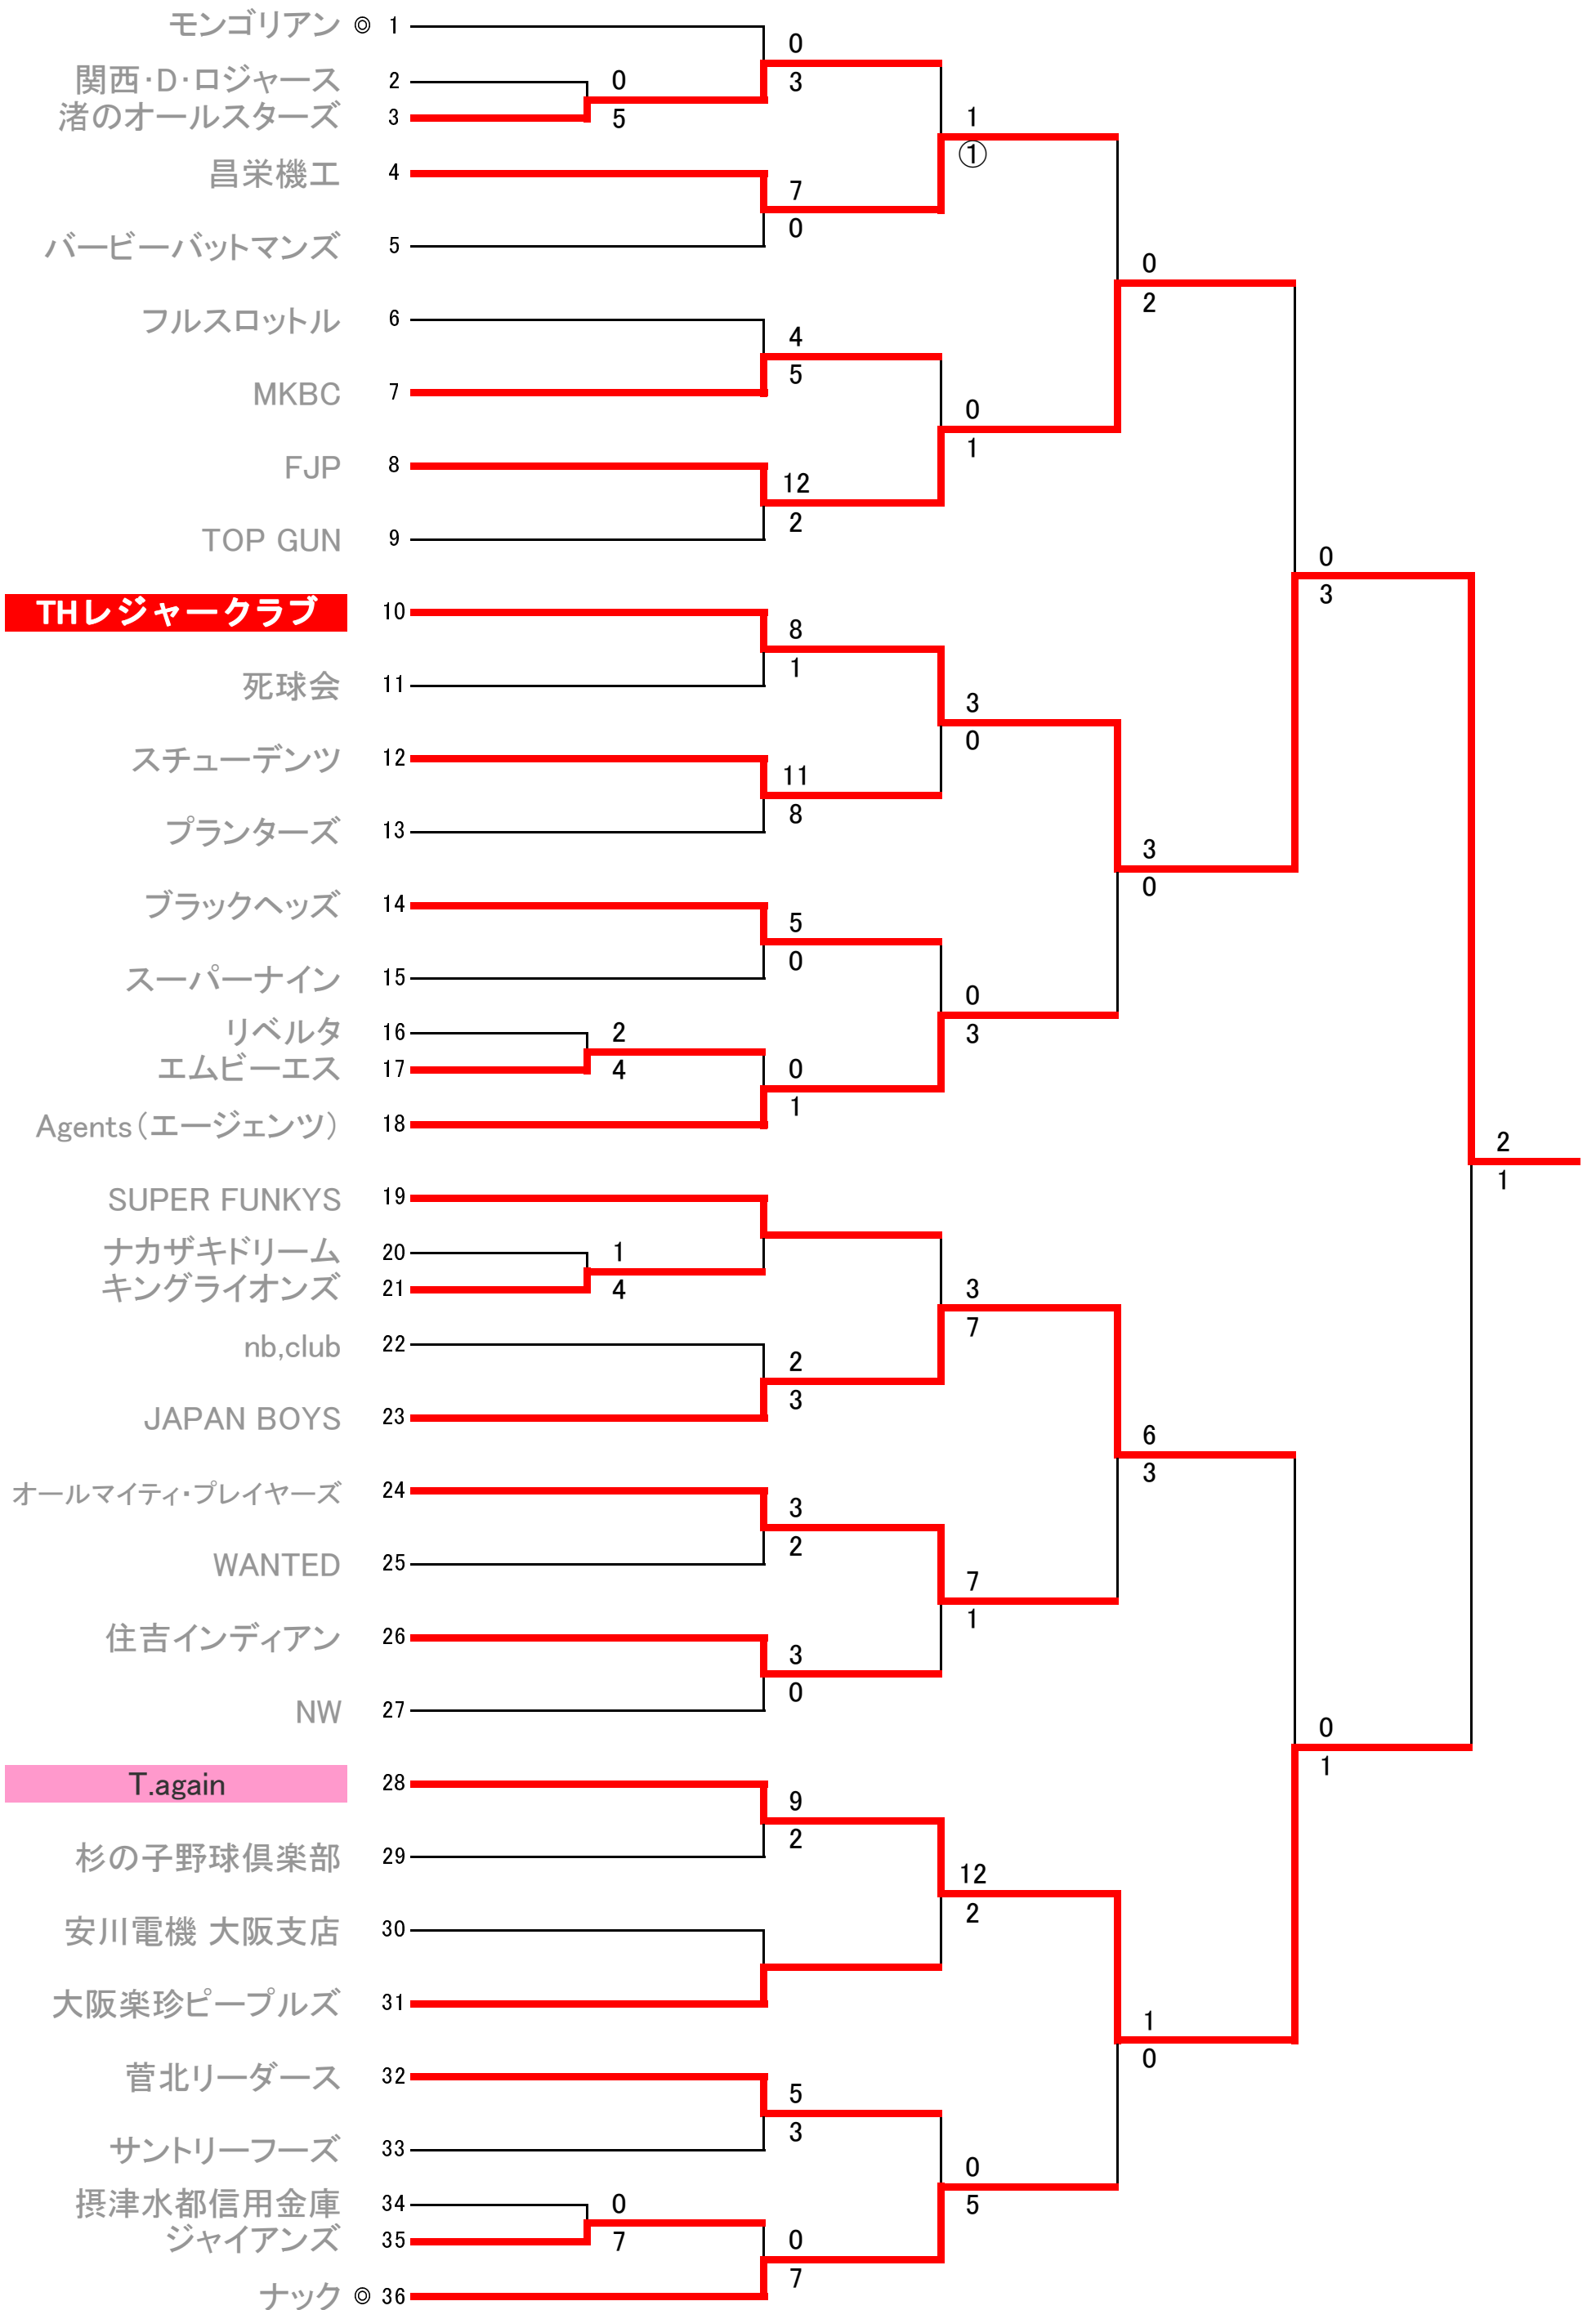 モンゴリアン ◎ 1
0
関西・D・ロジャース 2 0 3
渚のオールスターズ 3 5
1
①
昌栄機工 4
7
0
バービーバットマンズ 5
0
2
フルスロットル 6
4
5
MKBC 7
0
1
FJP 8
12
2
TOP GUN 9
0
3
THレジャークラブ 10
8
1
死球会 11
3
0
スチューデンツ 12
11
8
プランターズ 13
3
0
ブラックヘッズ 14
5
0
スーパーナイン 15
0
3
リベルタ 16 2
エムビーエス 17 4 0
1
Agents（エージェンツ） 18
2
1
SUPER FUNKYS 19
ナカザキドリーム 20 1
キングライオンズ 21 4 3
7
nb,club 22
2
3
JAPAN BOYS 23
6
3
オールマイティ・プレイヤーズ 24
3
2
WANTED 25
7
1
住吉インディアン 26
3
0
NW 27
0
1
T.again 28
9
2
杉の子野球倶楽部 29
12
2
安川電機 大阪支店 30
大阪楽珍ピープルズ 31
1
0
菅北リーダース 32
5
3
サントリーフーズ 33
0
5
摂津水都信用金庫 34 0
ジャイアンズ 35 7 0
7
ナック ◎ 36